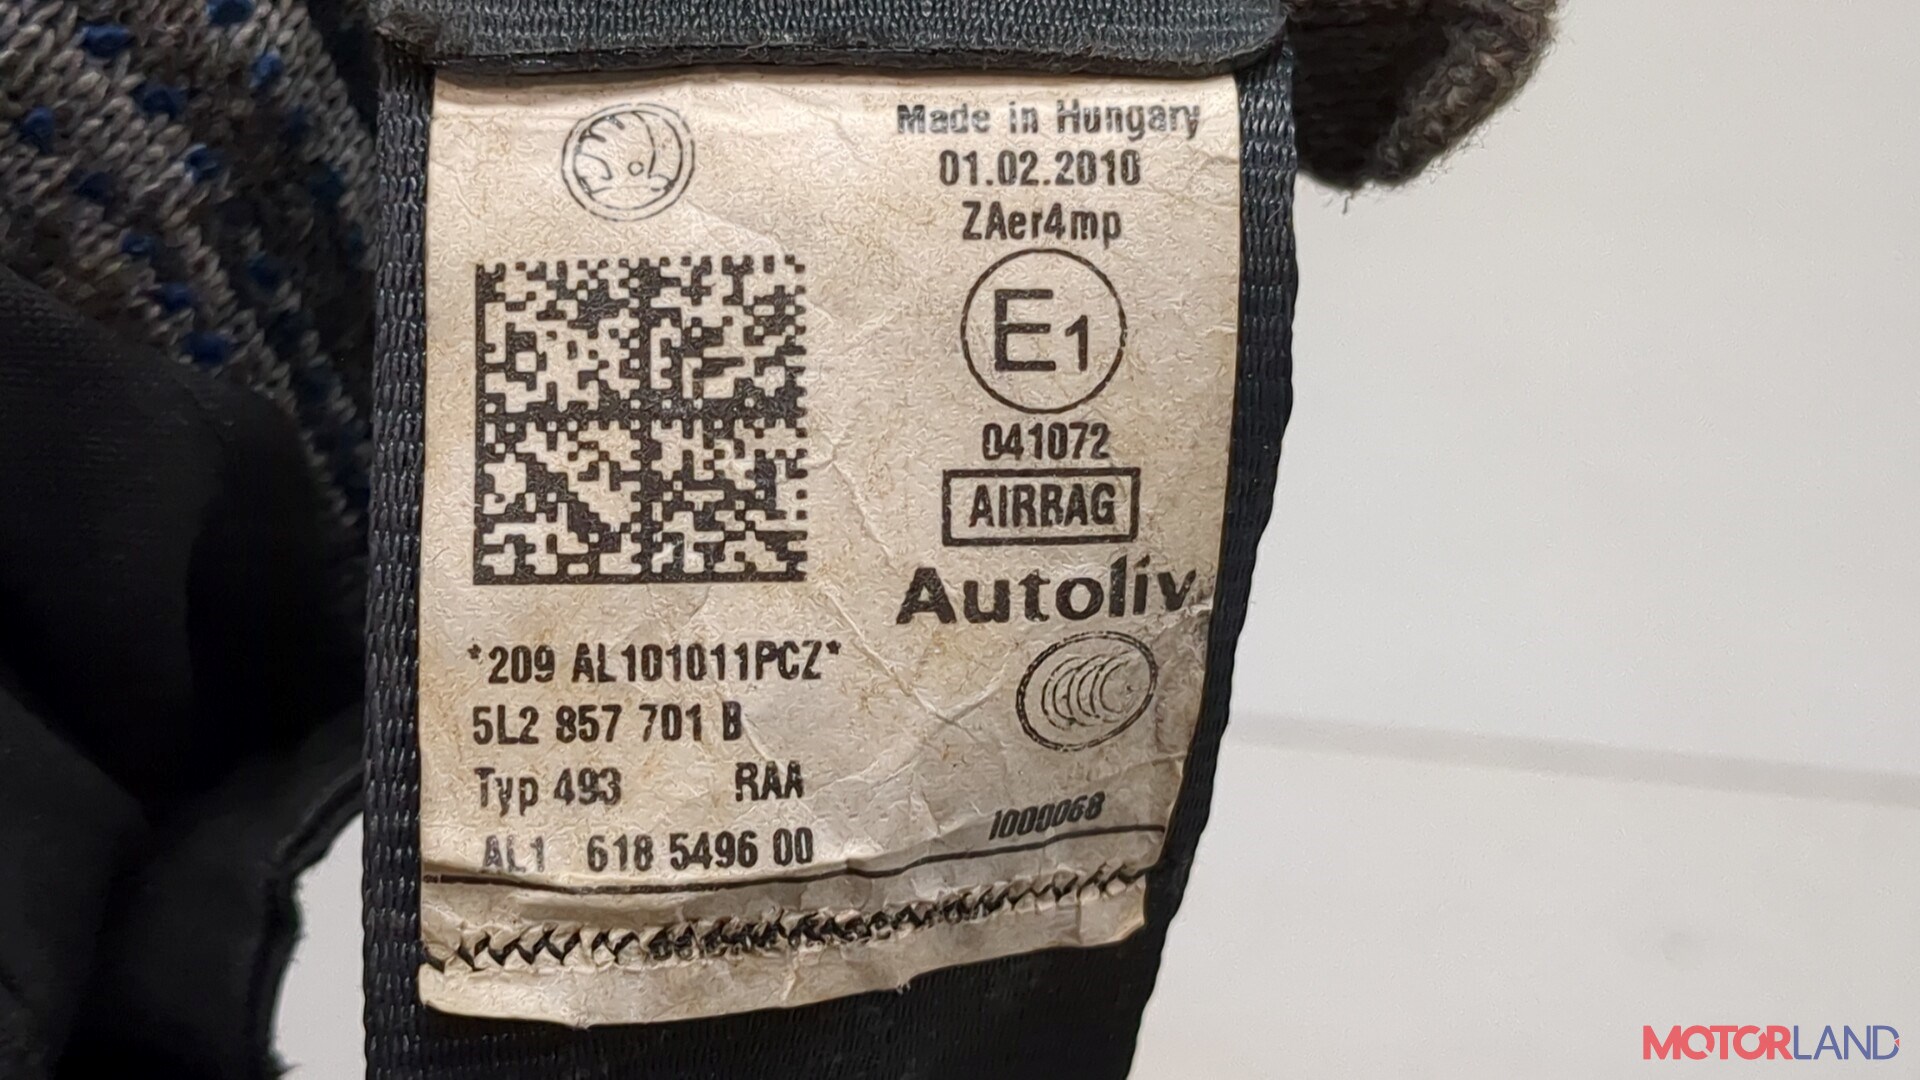 Made in Hungary
01.02.2010
ZAer4mp
E1
041072
AIRBAG
Autoliv
*209 AL101011PCZ*
5L2 857 701 B
Typ 493 RAA
AL1 618 5496 00
1000068
MOTORLAND